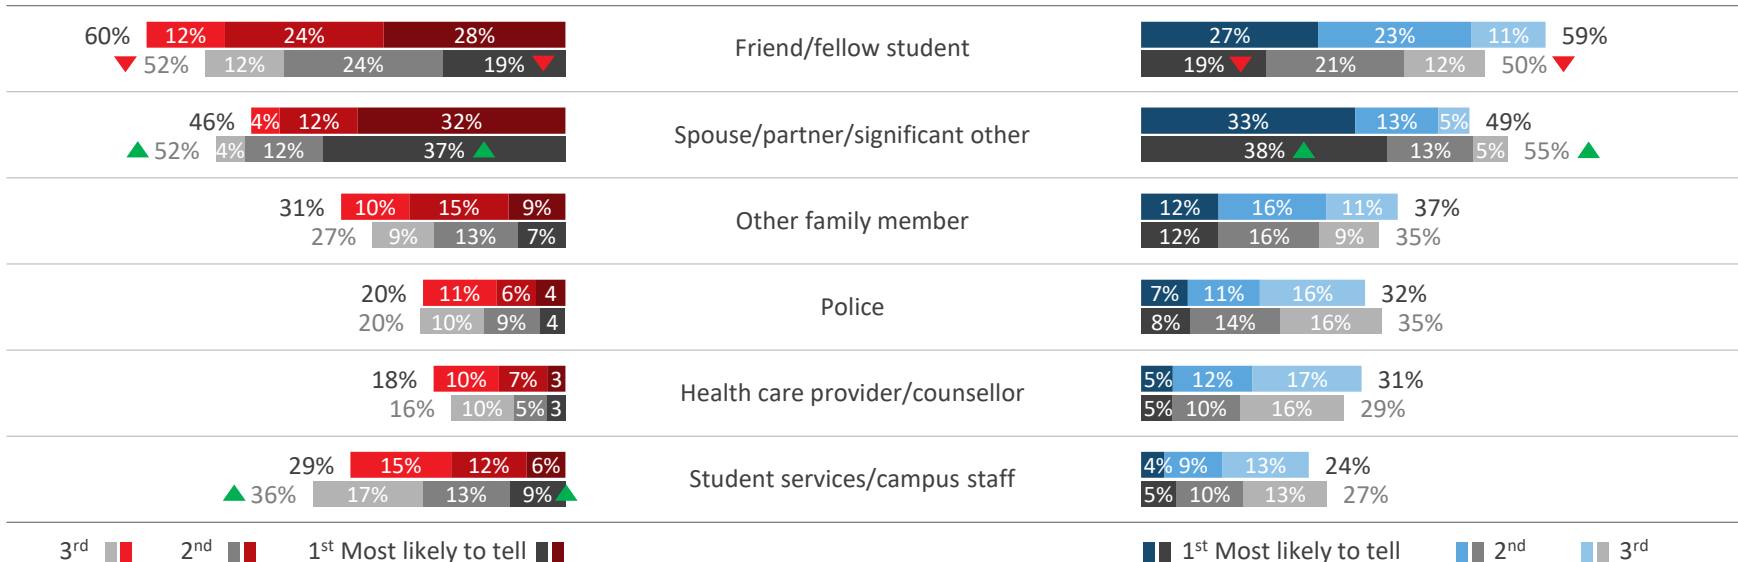 60% 12% 24% 28% Friend/fellow student 27% 23% 11% 59%
52% 12% 24% 19% 19% 21% 12% 50%
46% 4% 12% 32% Spouse/partner/significant other 33% 13% 5% 49%
52% 4% 12% 37% 38% 13% 5% 55%
31% 10% 15% 9% Other family member 12% 16% 11% 37%
27% 9% 13% 7% 12% 16% 9% 35%
20% 11% 6% 4 Police 7% 11% 16% 32%
20% 10% 9% 4 8% 14% 16% 35%
18% 10% 7% 3 Health care provider/counsellor 5% 12% 17% 31%
16% 10% 5% 3 5% 10% 16% 29%
29% 15% 12% 6% Student services/campus staff 4% 9% 13% 24%
36% 17% 13% 9% 5% 10% 13% 27%
3rd 2nd 1st Most likely to tell 1st Most likely to tell 2nd 3rd